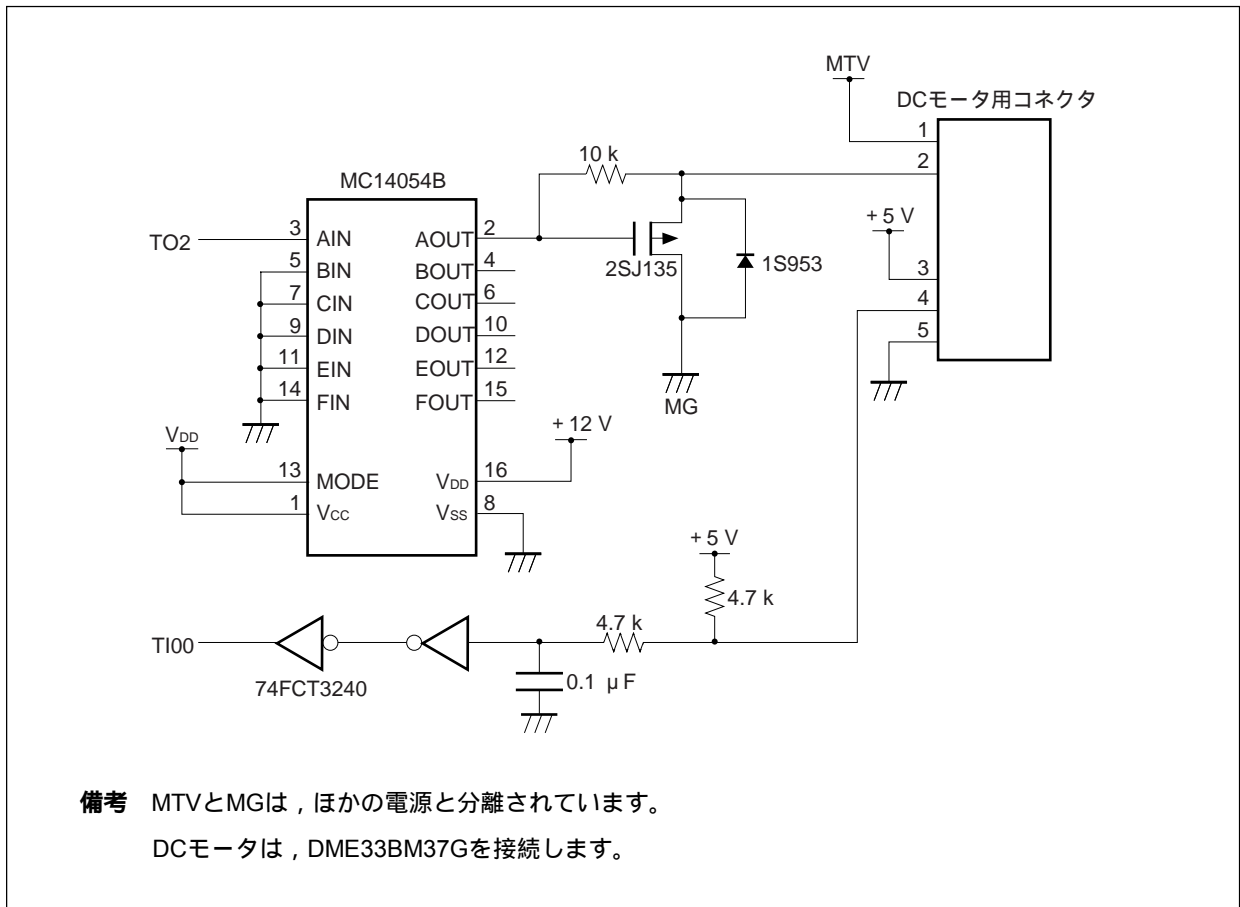 MTV
DCモータ用コネクタ
1
10 k
2
MC14054B
TO2
3 AIN AOUT 2
+ 5 V
5 BIN BOUT 4
2SJ135
1S953
3
7 CIN COUT 6
4
9 DIN DOUT 10
5
11 EIN EOUT 12
14 FIN FOUT 15
MG
VDD
+ 12 V
13 MODE VDD 16
1 VCC VSS 8
+ 5 V
4.7 k
4.7 k
TI00
74FCT3240
0.1 μF
備考 MTVとMGは，ほかの電源と分離されています。
DCモータは，DME33BM37Gを接続します。